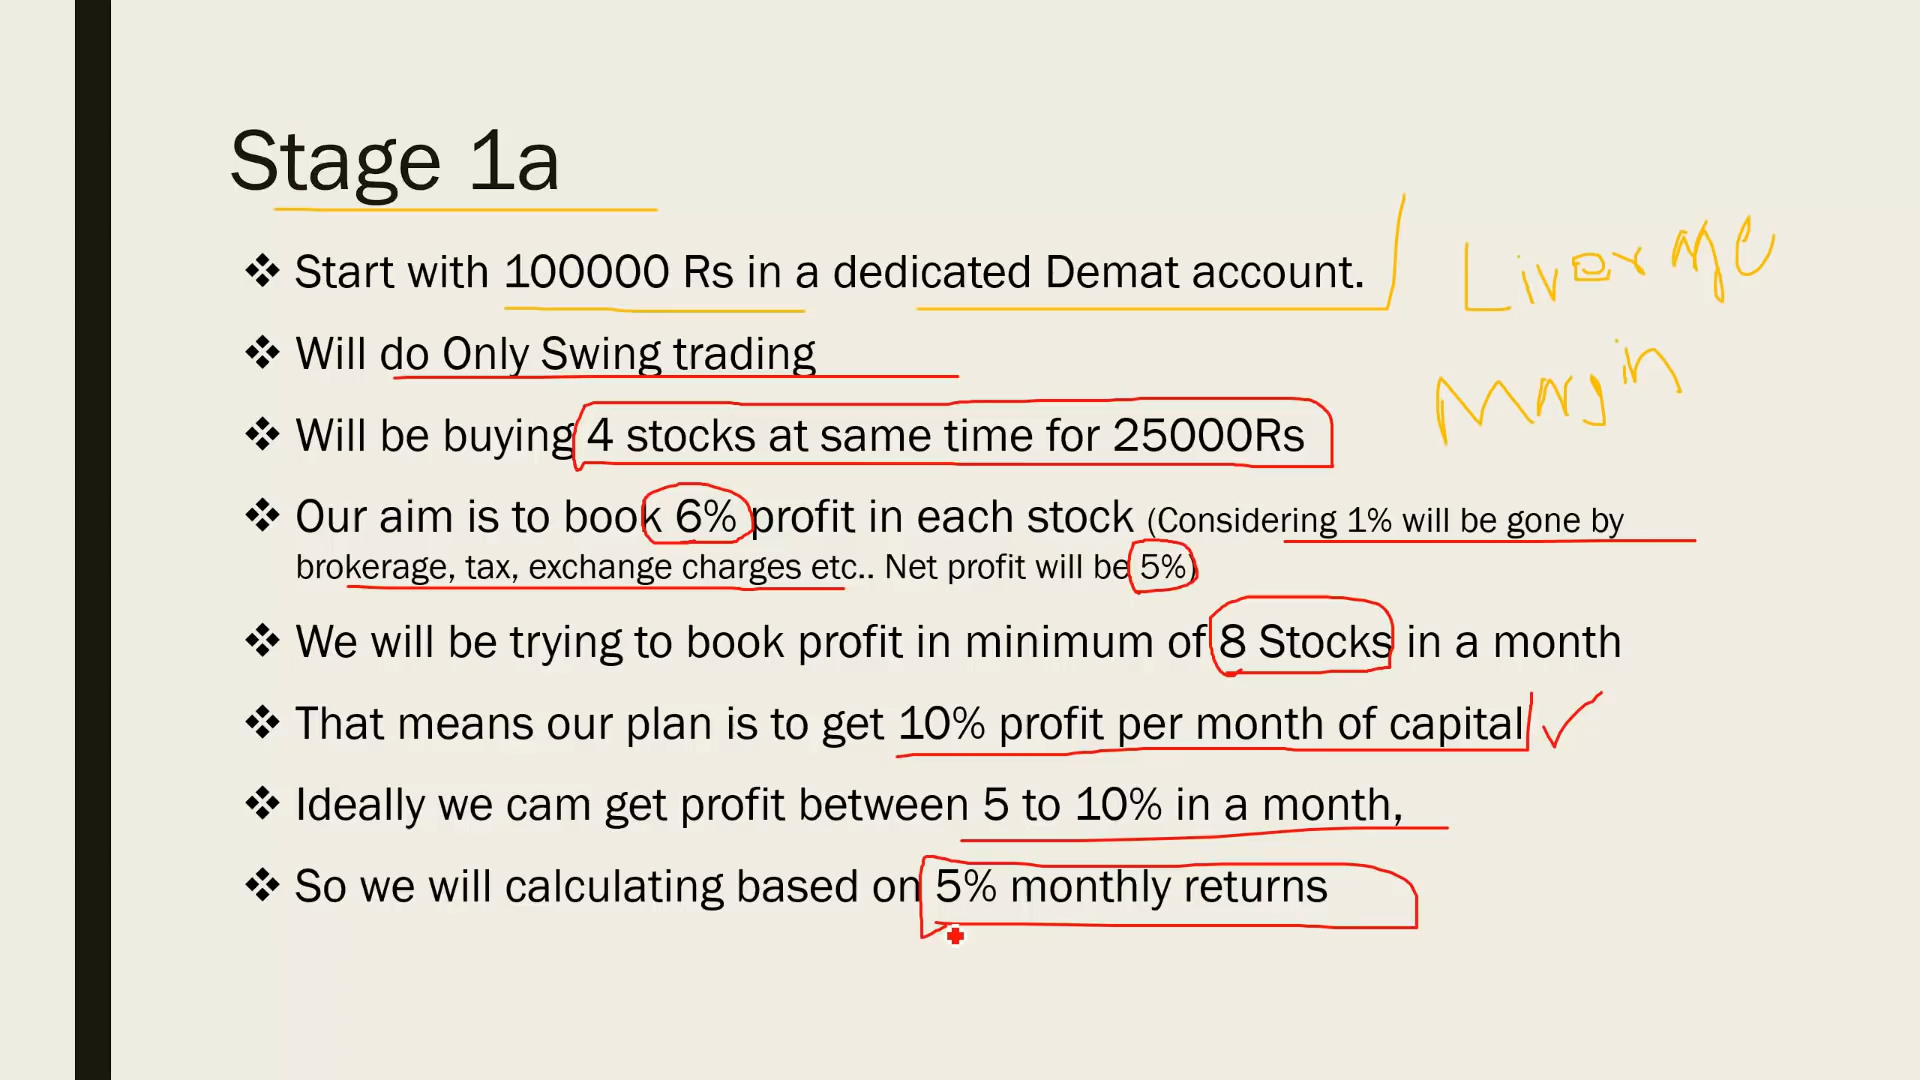 Stage 1a
❖ Start with 100000 Rs in a dedicated Demat account.
Liverage
❖ Will do Only Swing trading
Margin
❖ Will be buying 4 stocks at same time for 25000Rs
❖ Our aim is to book 6% profit in each stock (Considering 1% will be gone by
brokerage, tax, exchange charges etc.. Net profit will be 5%)
❖ We will be trying to book profit in minimum of 8 Stocks in a month
❖ That means our plan is to get 10% profit per month of capital
❖ Ideally we cam get profit between 5 to 10% in a month,
❖ So we will calculating based on 5% monthly returns